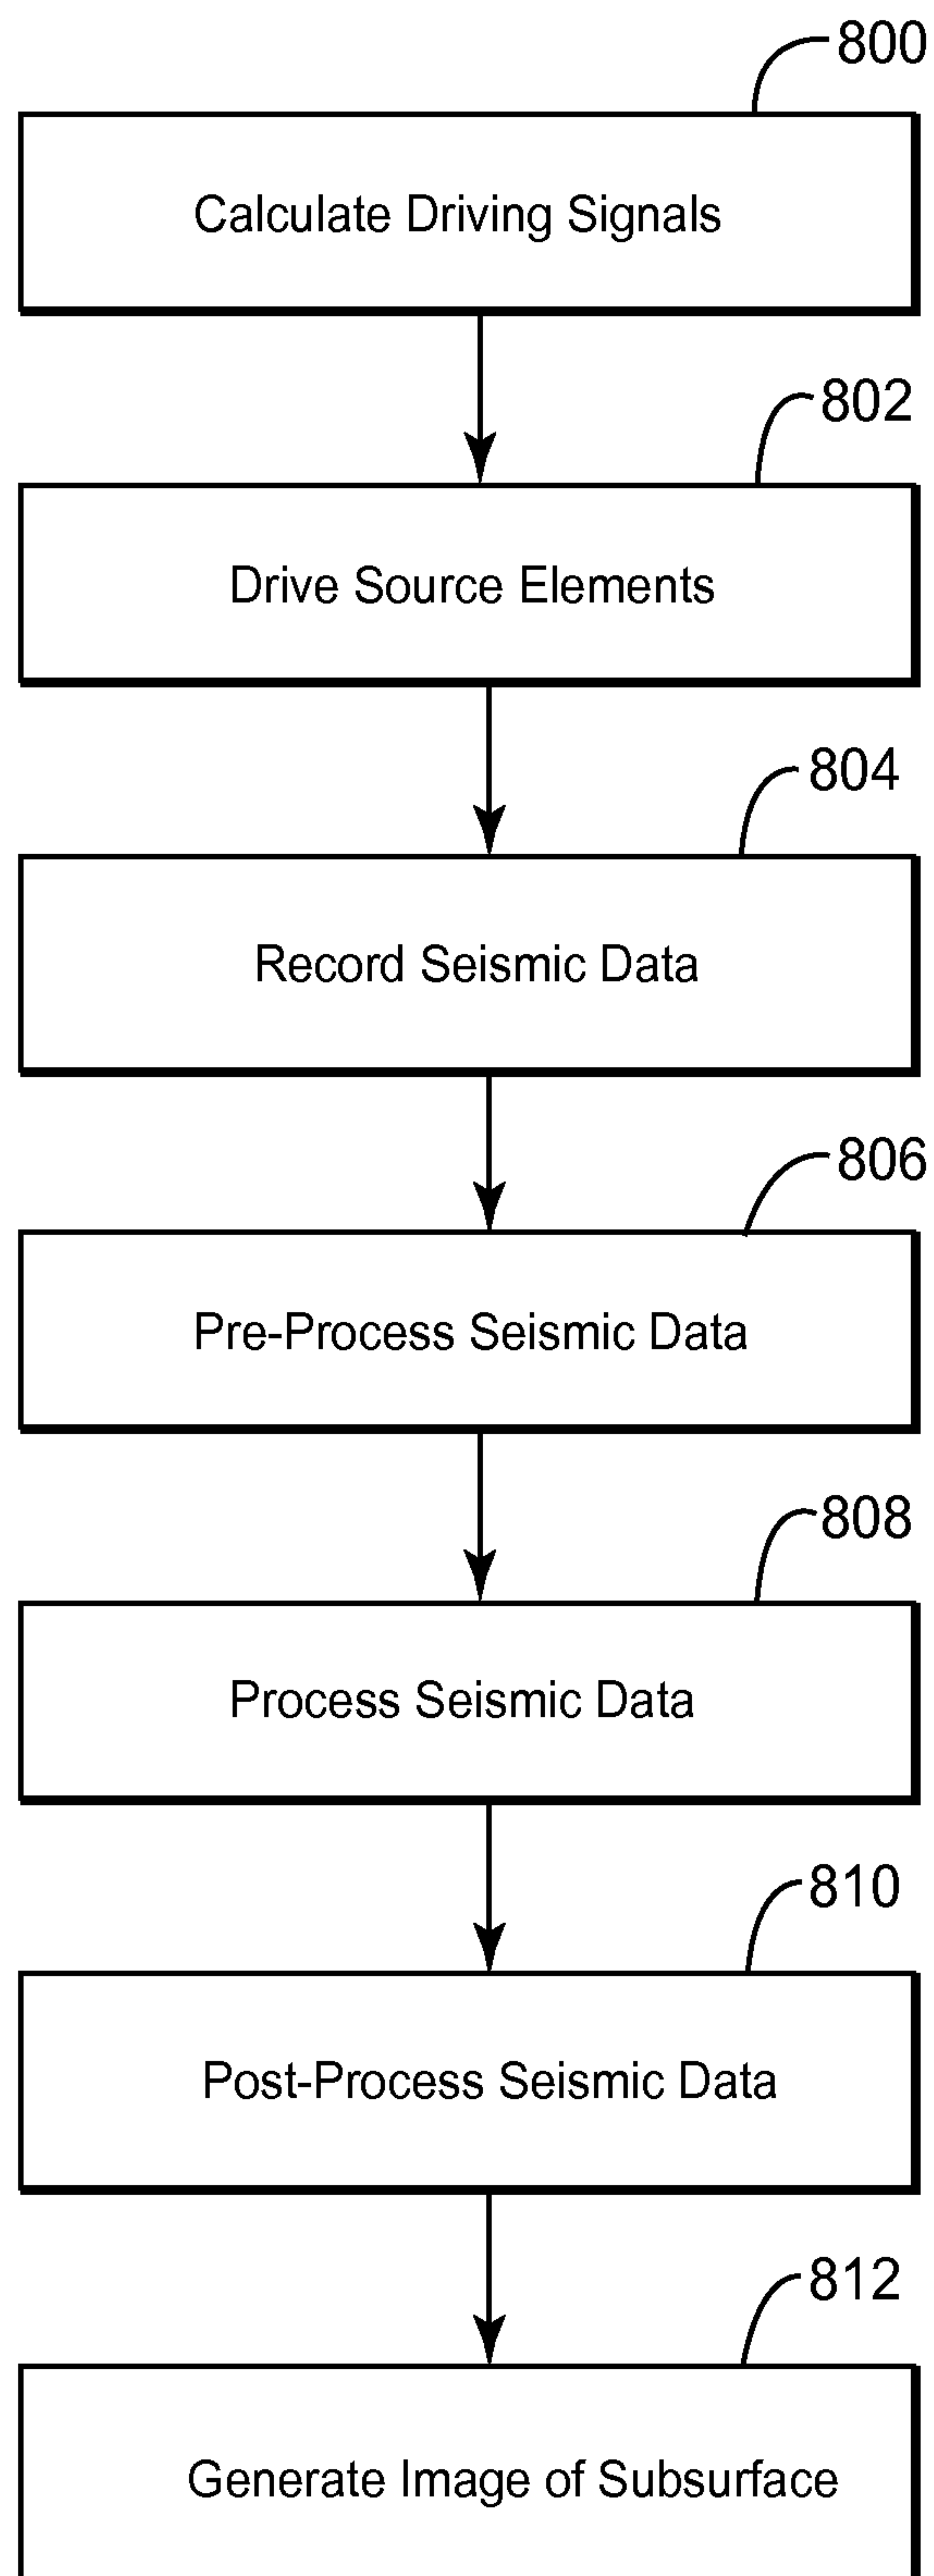 800
Calculate Driving Signals
802
Drive Source Elements
804
Record Seismic Data
806
Pre-Process Seismic Data
808
Process Seismic Data
810
Post-Process Seismic Data
812
Generate Image of Subsurface